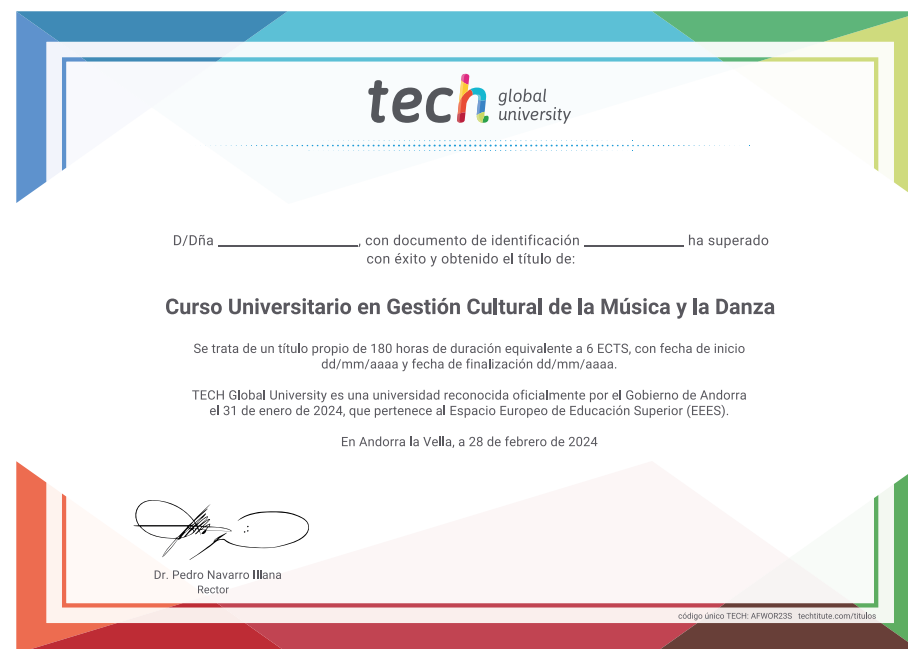 tech global university
D/Dña ____________________, con documento de identificación ______________ ha superado
con éxito y obtenido el título de:
Curso Universitario en Gestión Cultural de la Música y la Danza
Se trata de un título propio de 180 horas de duración equivalente a 6 ECTS, con fecha de inicio
dd/mm/aaaa y fecha de finalización dd/mm/aaaa.
TECH Global University es una universidad reconocida oficialmente por el Gobierno de Andorra
el 31 de enero de 2024, que pertenece al Espacio Europeo de Educación Superior (EEES).
En Andorra la Vella, a 28 de febrero de 2024
Dr. Pedro Navarro Illana
Rector
código único TECH: AFWOR23S techtitute.com/titulos